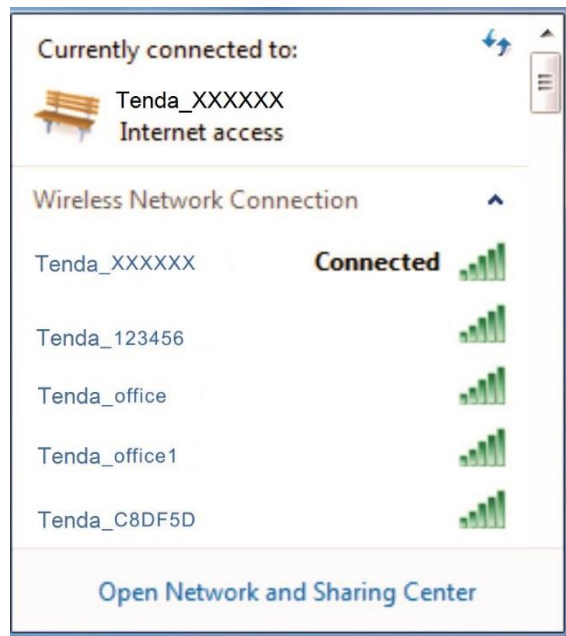 Currently connected to:
Tenda_XXXXXX
Internet access
Wireless Network Connection
Tenda_XXXXXX Connected
Tenda_123456
Tenda_office
Tenda_office1
Tenda_C8DF5D
Open Network and Sharing Center